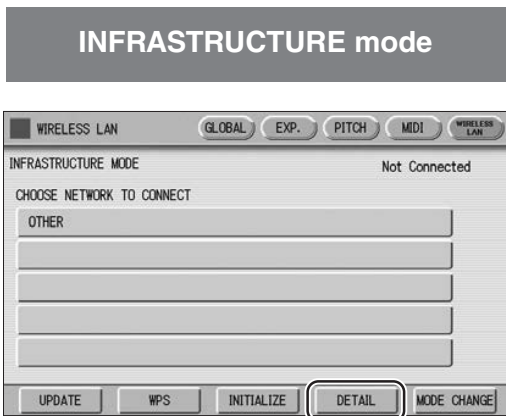 INFRASTRUCTURE mode
WIRELESS LAN GLOBAL EXP. PITCH MIDI WIRELESS LAN
INFRASTRUCTURE MODE Not Connected
CHOOSE NETWORK TO CONNECT
OTHER
UPDATE WPS INITIALIZE DETAIL MODE CHANGE